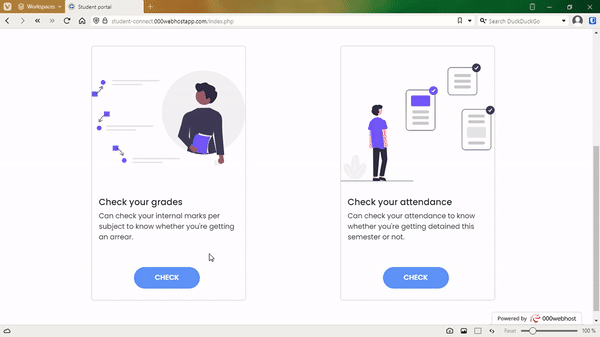 Workspaces
Student portal
student-connect.000webhostapp.com/index.php
Search DuckDuckGo
Check your grades
Can check your internal marks per
subject to know whether you're getting
an arrear.
CHECK
Check your attendance
Can check your attendance to know
whether you're getting detained this
semester or not.
CHECK
Powered by 000webhost
Reset
100 %